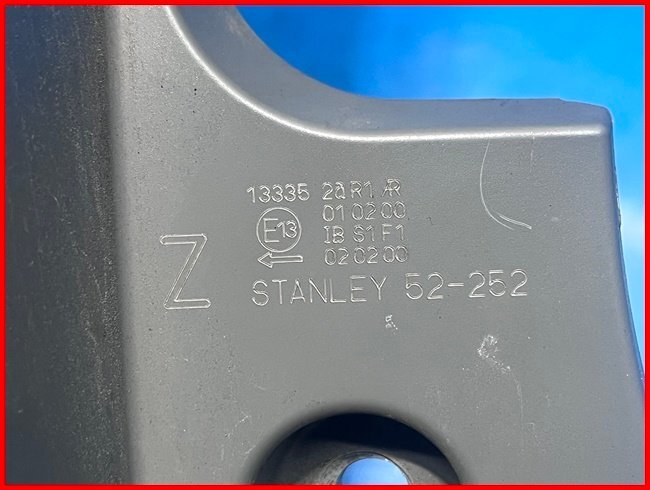 13335 2a R1 AR
01 02 00
E13 IB S1 F1
← 02 02 00
Z STANLEY 52-252